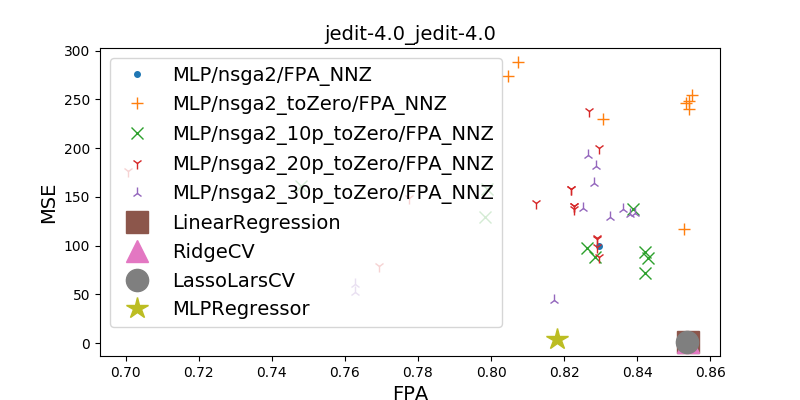 jedit-4.0_jedit-4.0
300
250
200
150
100
50
0
MSE
MLP/nsga2/FPA_NNZ
MLP/nsga2_toZero/FPA_NNZ
MLP/nsga2_10p_toZero/FPA_NNZ
MLP/nsga2_20p_toZero/FPA_NNZ
MLP/nsga2_30p_toZero/FPA_NNZ
LinearRegression
RidgeCV
LassoLarsCV
MLPRegressor
0.70 0.72 0.74 0.76 0.78 0.80 0.82 0.84 0.86
FPA